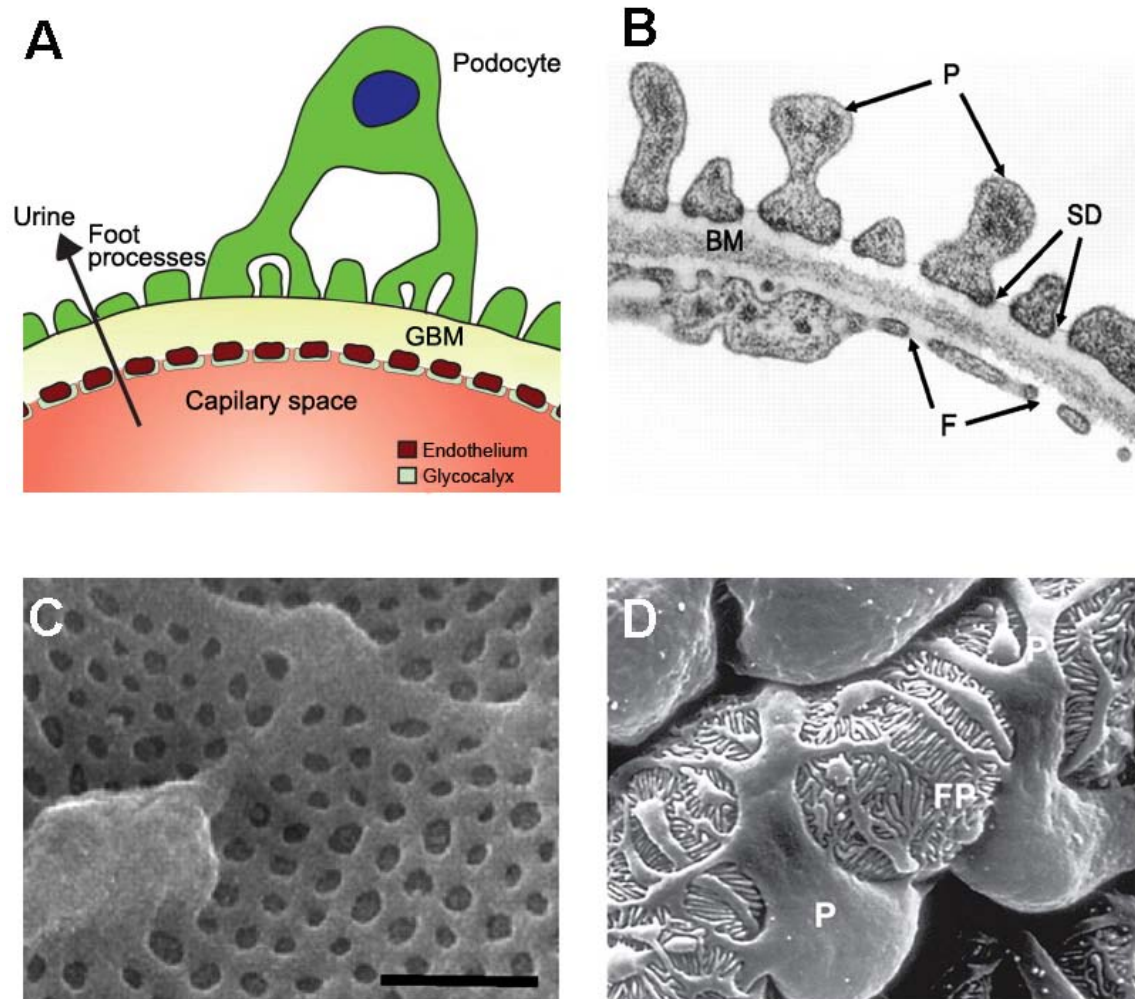 A
Podocyte
Urine
Foot
processes
GBM
Capilary space
Endothelium
Glycocalyx
B
P
SD
BM
F
C
D
P
FP
P